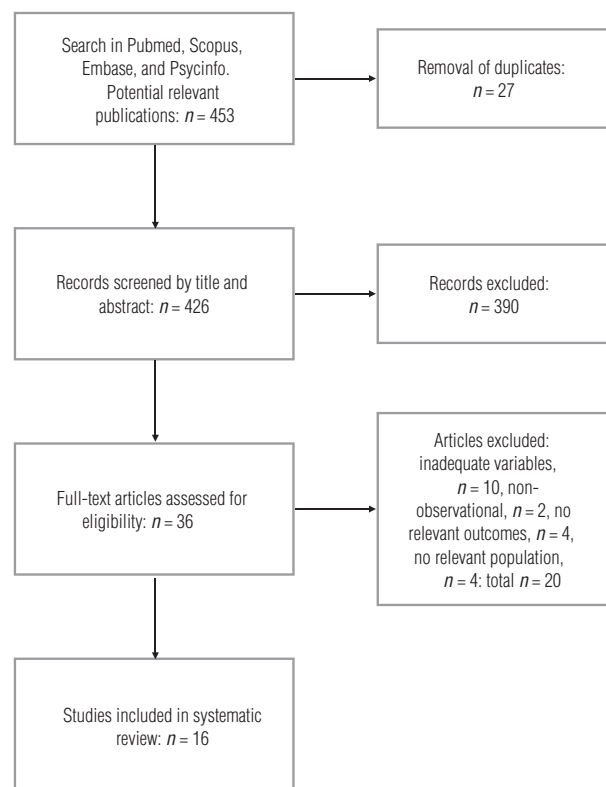 Search in Pubmed, Scopus,
Embase, and Psycinfo.
Potential relevant
publications: n = 453
Removal of duplicates:
n = 27
Records screened by title and
abstract: n = 426
Records excluded:
n = 390
Full-text articles assessed for
eligibility: n = 36
Articles excluded:
inadequate variables,
n = 10, non-
observational, n = 2, no
relevant outcomes, n = 4,
no relevant population,
n = 4: total n = 20
Studies included in systematic
review: n = 16